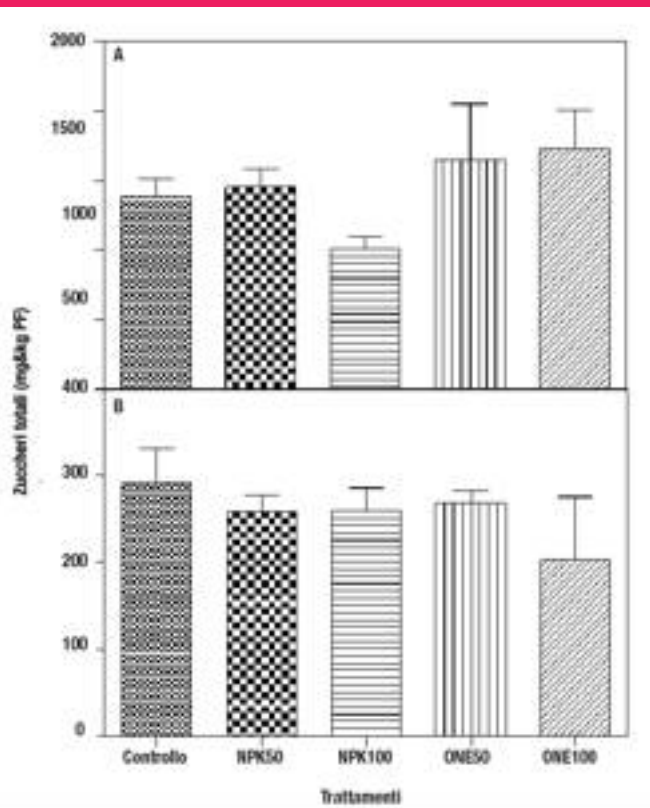 2000
A
1500
1000
500
400
B
300
200
100
0
Zuccheri totali (mg&kg PF)
Controllo NPK50 NPK100 ONE50 ONE100
Trattamenti